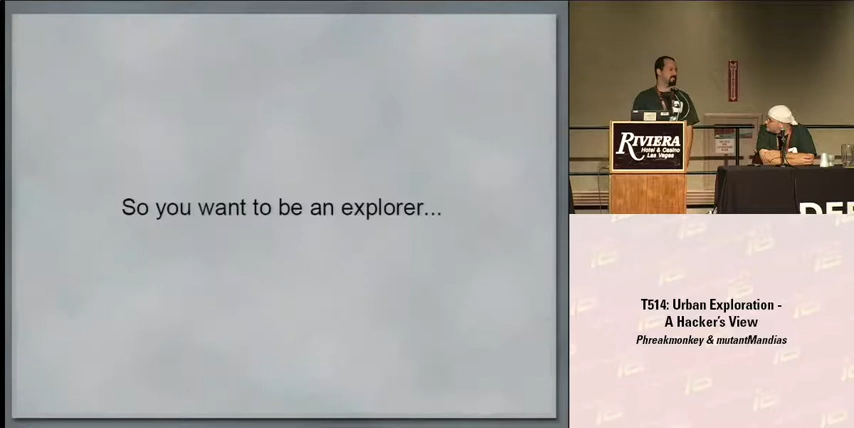 So you want to be an explorer...
RIVIERA
Hotel & Casino
Las Vegas
DEF
T514: Urban Exploration -
A Hacker's View
Phreakmonkey & mutantMandias